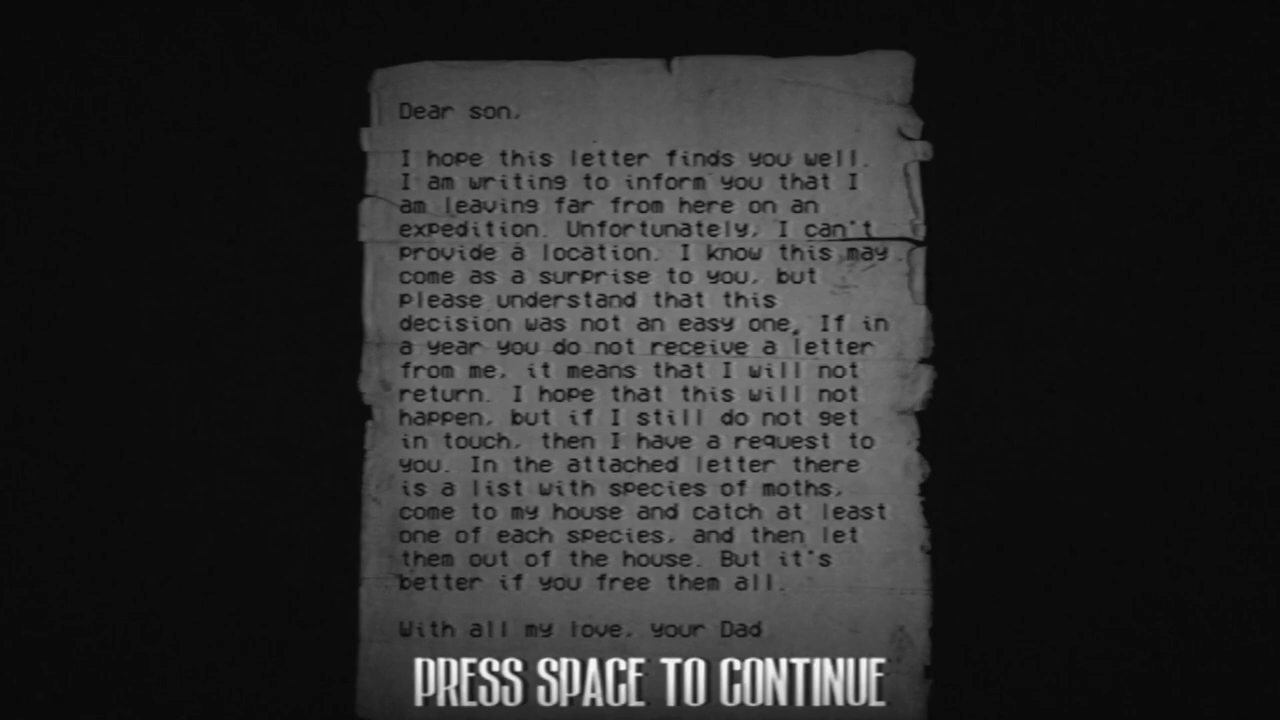 Dear son,
I hope this letter finds you well.
I am writing to inform you that I
am leaving far from here on an
expedition. Unfortunately, I can't
provide a location. I know this may
come as a surprise to you, but
please understand that this
decision was not an easy one, If in
a year you do not receive a letter
from me, it means that I will not
return. I hope that this will not
happen, but if I still do not get
in touch, then I have a request to
you. In the attached letter there
is a list with species of moths,
come to my house and catch at least
one of each species, and then let
them out of the house. But it's
better if you free them all.
With all my love, your Dad
PRESS SPACE TO CONTINUE